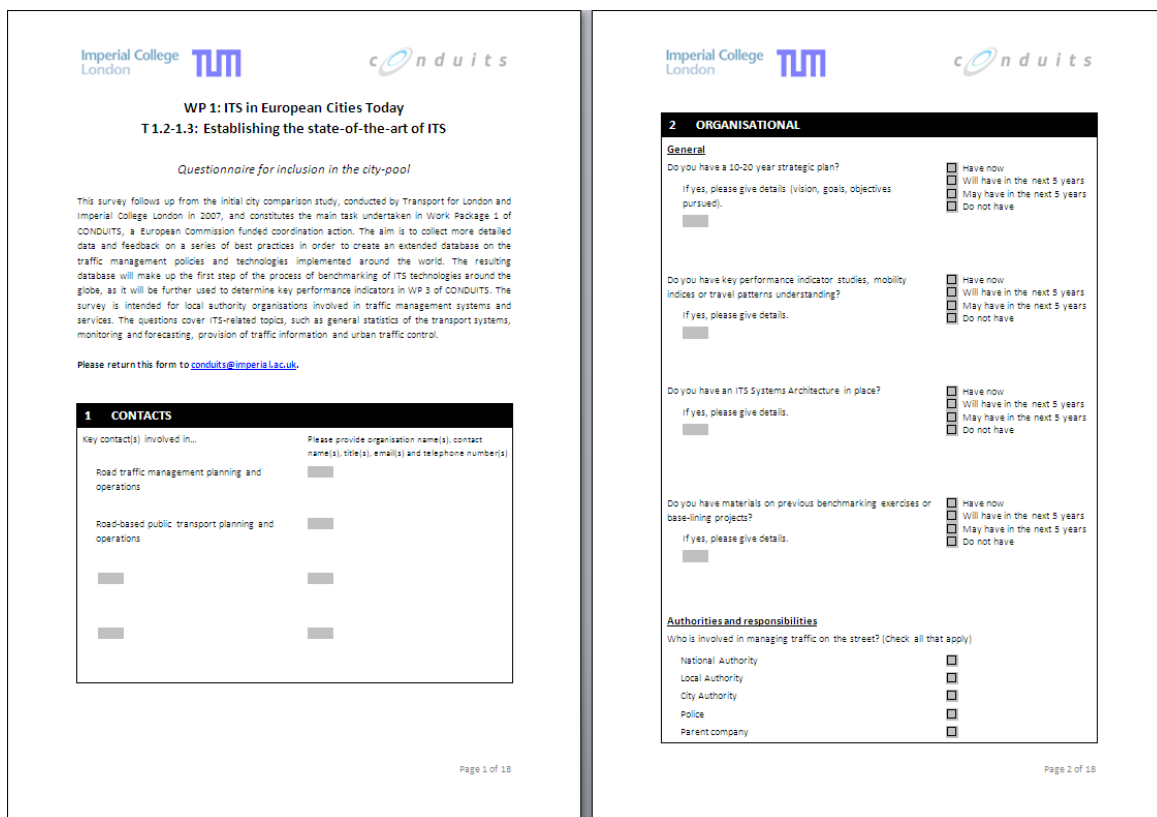 Imperial College
London
TUM
conduits
WP 1: ITS in European Cities Today
T 1.2-1.3: Establishing the state-of-the-art of ITS
Questionnaire for inclusion in the city-pool
This survey follows up from the initial city comparison study, conducted by Transport for London and
Imperial College London in 2007, and constitutes the main task undertaken in Work Package 1 of
CONDUITS, a European Commission funded coordination action. The aim is to collect more detailed
data and feedback on a series of best practices in order to create an extended database on the
traffic management policies and technologies implemented around the world. The resulting
database will make up the first step of the process of benchmarking of ITS technologies around the
globe, as it will be further used to determine key performance indicators in WP 3 of CONDUITS. The
survey is intended for local authority organisations involved in traffic management systems and
services. The questions cover ITS-related topics, such as general statistics of the transport systems,
monitoring and forecasting, provision of traffic information and urban traffic control.
Please return this form to conduits@imperial.ac.uk.
1 CONTACTS
Key contact(s) involved in...
Please provide organisation name(s), contact
name(s), title(s), email(s) and telephone number(s)
Road traffic management planning and
operations
Road-based public transport planning and
operations
Page 1 of 18
Imperial College
London
TUM
conduits
2 ORGANISATIONAL
General
Do you have a 10-20 year strategic plan?
If yes, please give details (vision, goals, objectives
pursued).
Have now
Will have in the next 5 years
May have in the next 5 years
Do not have
Do you have key performance indicator studies, mobility
indices or travel patterns understanding?
If yes, please give details.
Have now
Will have in the next 5 years
May have in the next 5 years
Do not have
Do you have an ITS Systems Architecture in place?
If yes, please give details.
Have now
Will have in the next 5 years
May have in the next 5 years
Do not have
Do you have materials on previous benchmarking exercises or
base-lining projects?
If yes, please give details.
Have now
Will have in the next 5 years
May have in the next 5 years
Do not have
Authorities and responsibilities
Who is involved in managing traffic on the street? (Check all that apply)
National Authority
Local Authority
City Authority
Police
Parent company
Page 2 of 18